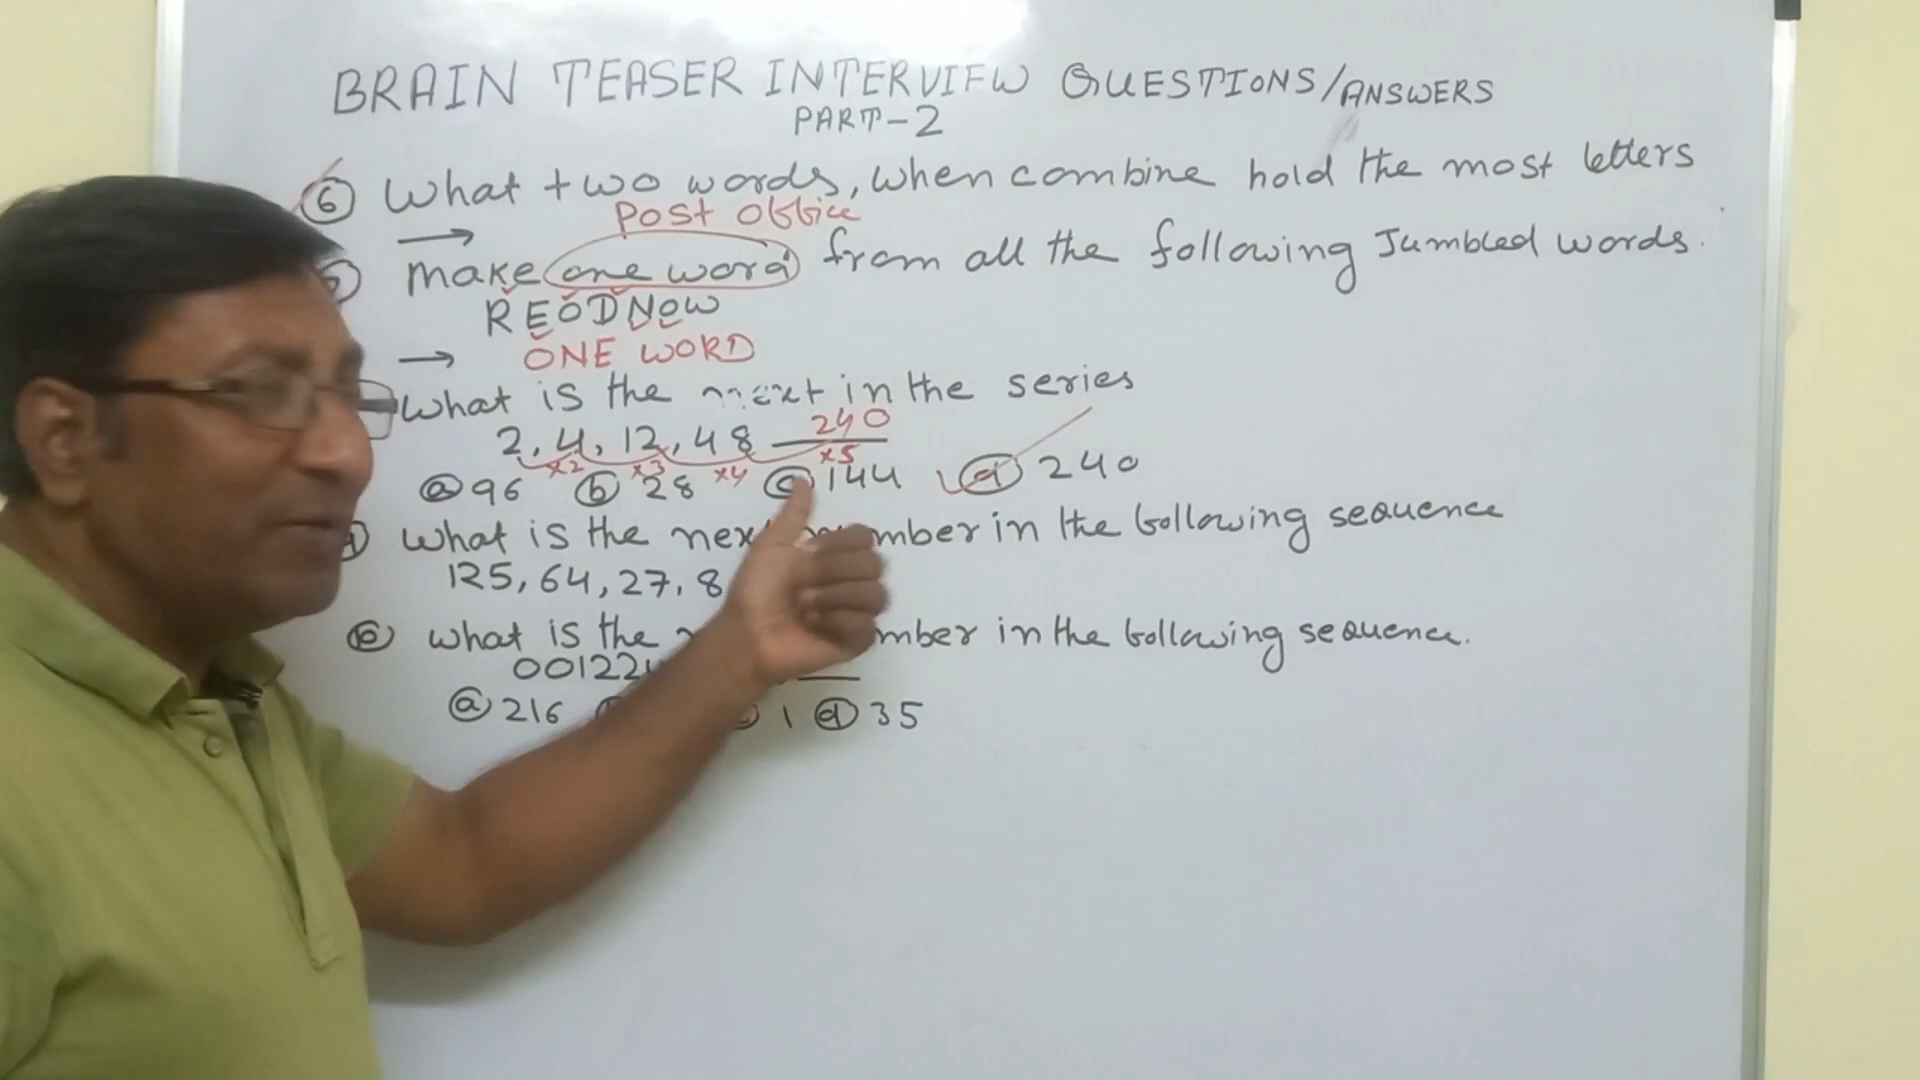 BRAIN TEASER INTERVIEW QUESTIONS/ANSWERS
PART-2
⑥ What two words, when combine hold the most letters
→ Post Office
make one word from all the following Jumbled words.
REODNOW
→ ONE WORD
What is the next in the series
2, 4, 12, 48 240
×2 ×3 ×4 ×5
ⓐ 96 ⓑ 28 ⓒ 144 ⓓ 240
What is the next number in the following sequence
125, 64, 27, 8
⑩ what is the number in the following sequence.
00122
ⓐ 216 1 ⓓ 35